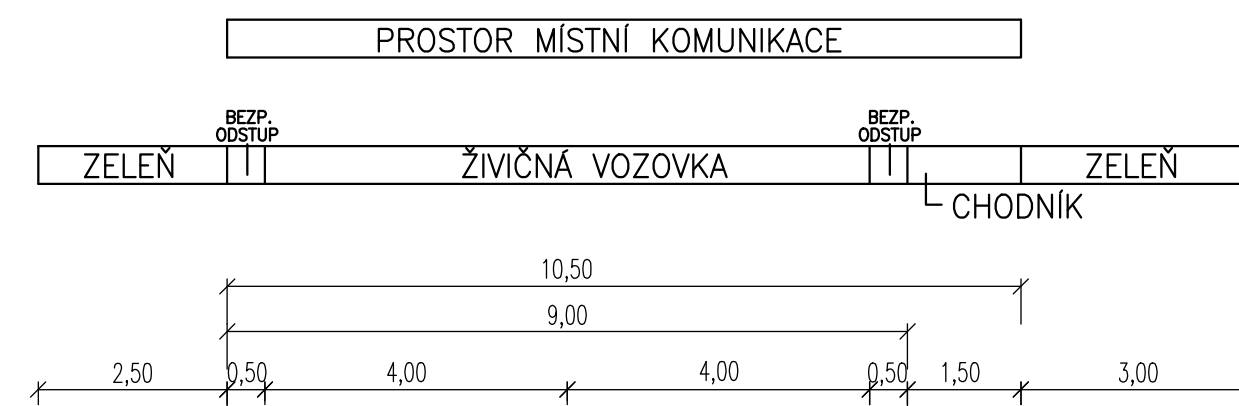 PROSTOR MÍSTNÍ KOMUNIKACE
BEZP.
ODSTUP
BEZP.
ODSTUP
ZELEŇ
ŽIVIČNÁ VOZOVKA
ZELEŇ
CHODNÍK
10,50
9,00
2,50
0,50
4,00
4,00
0,50
1,50
3,00